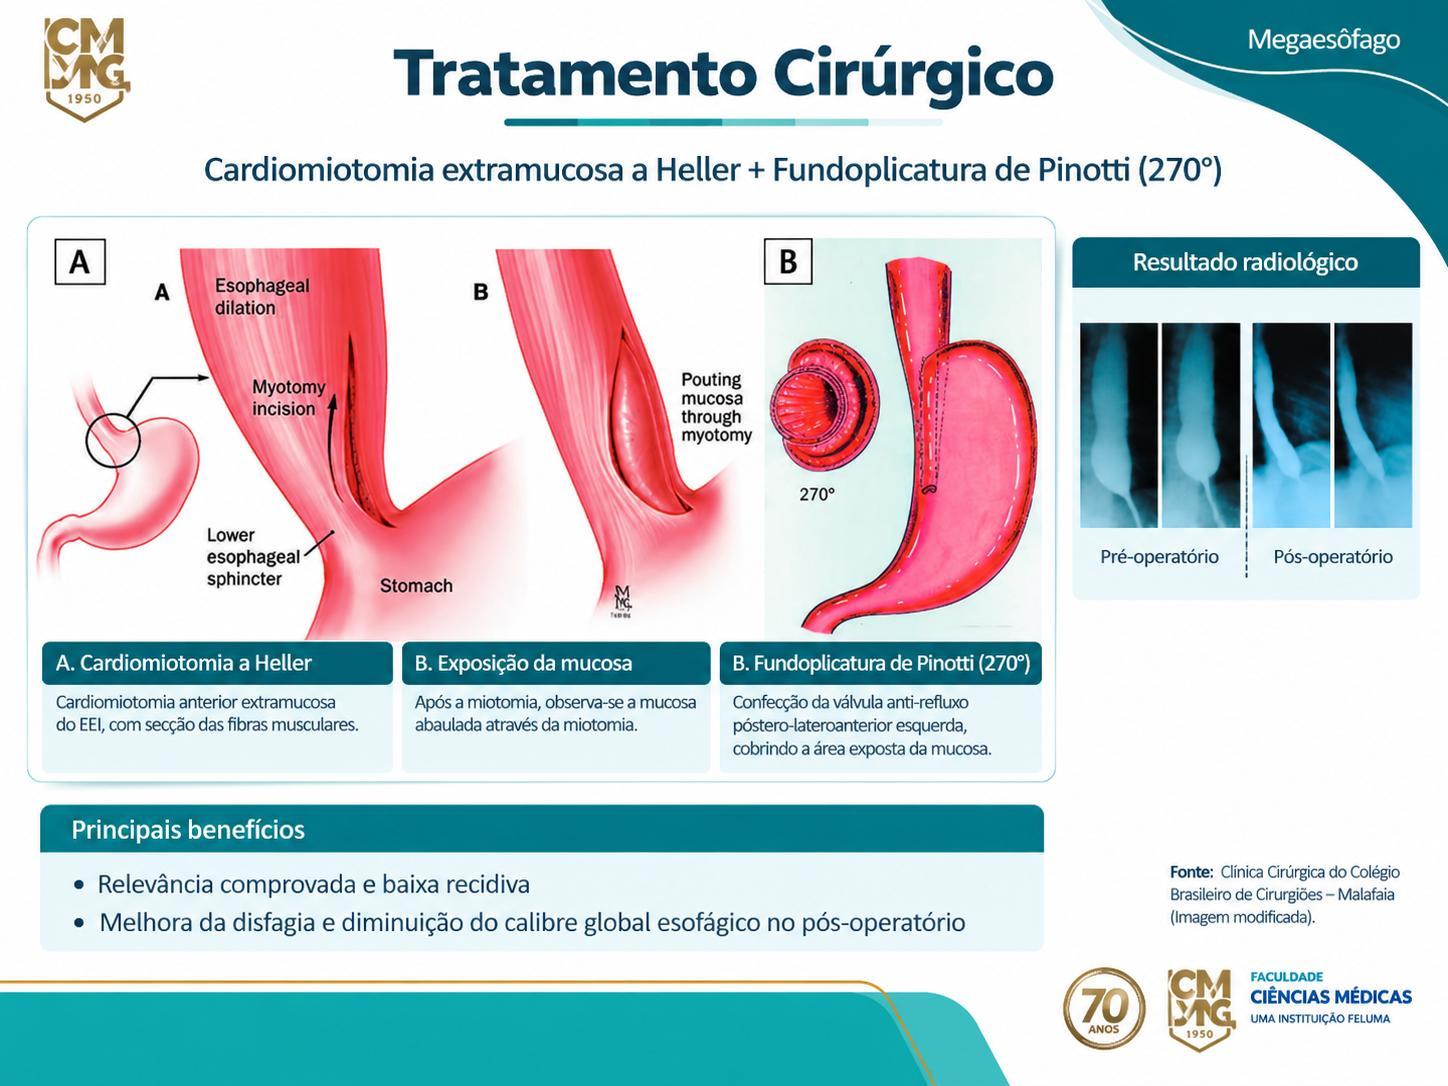 CM
MG
1950
Tratamento Cirúrgico
Megaesôfago
Cardiomiotomia extramucosa a Heller + Fundoplicatura de Pinotti (270°)
A
A
Esophageal
dilation
Myotomy
incision
Lower
esophageal
sphincter
Stomach
B
Pouting
mucosa
through
myotomy
B
270°
Resultado radiológico
Pré-operatório
Pós-operatório
A. Cardiomiotomia a Heller
Cardiomiotomia anterior extramucosa
do EEI, com secção das fibras musculares.
B. Exposição da mucosa
Após a miotomia, observa-se a mucosa
abaulada através da miotomia.
B. Fundoplicatura de Pinotti (270°)
Confecção da válvula anti-refluxo
póstero-lateroanterior esquerda,
cobrindo a área exposta da mucosa.
Principais benefícios
• Relevância comprovada e baixa recidiva
• Melhora da disfagia e diminuição do calibre global esofágico no pós-operatório
Fonte: Clínica Cirúrgica do Colégio
Brasileiro de Cirurgiões – Malafaia
(Imagem modificada).
70
ANOS
CM
MG
1950
FACULDADE
CIÊNCIAS MÉDICAS
UMA INSTITUIÇÃO FELUMA